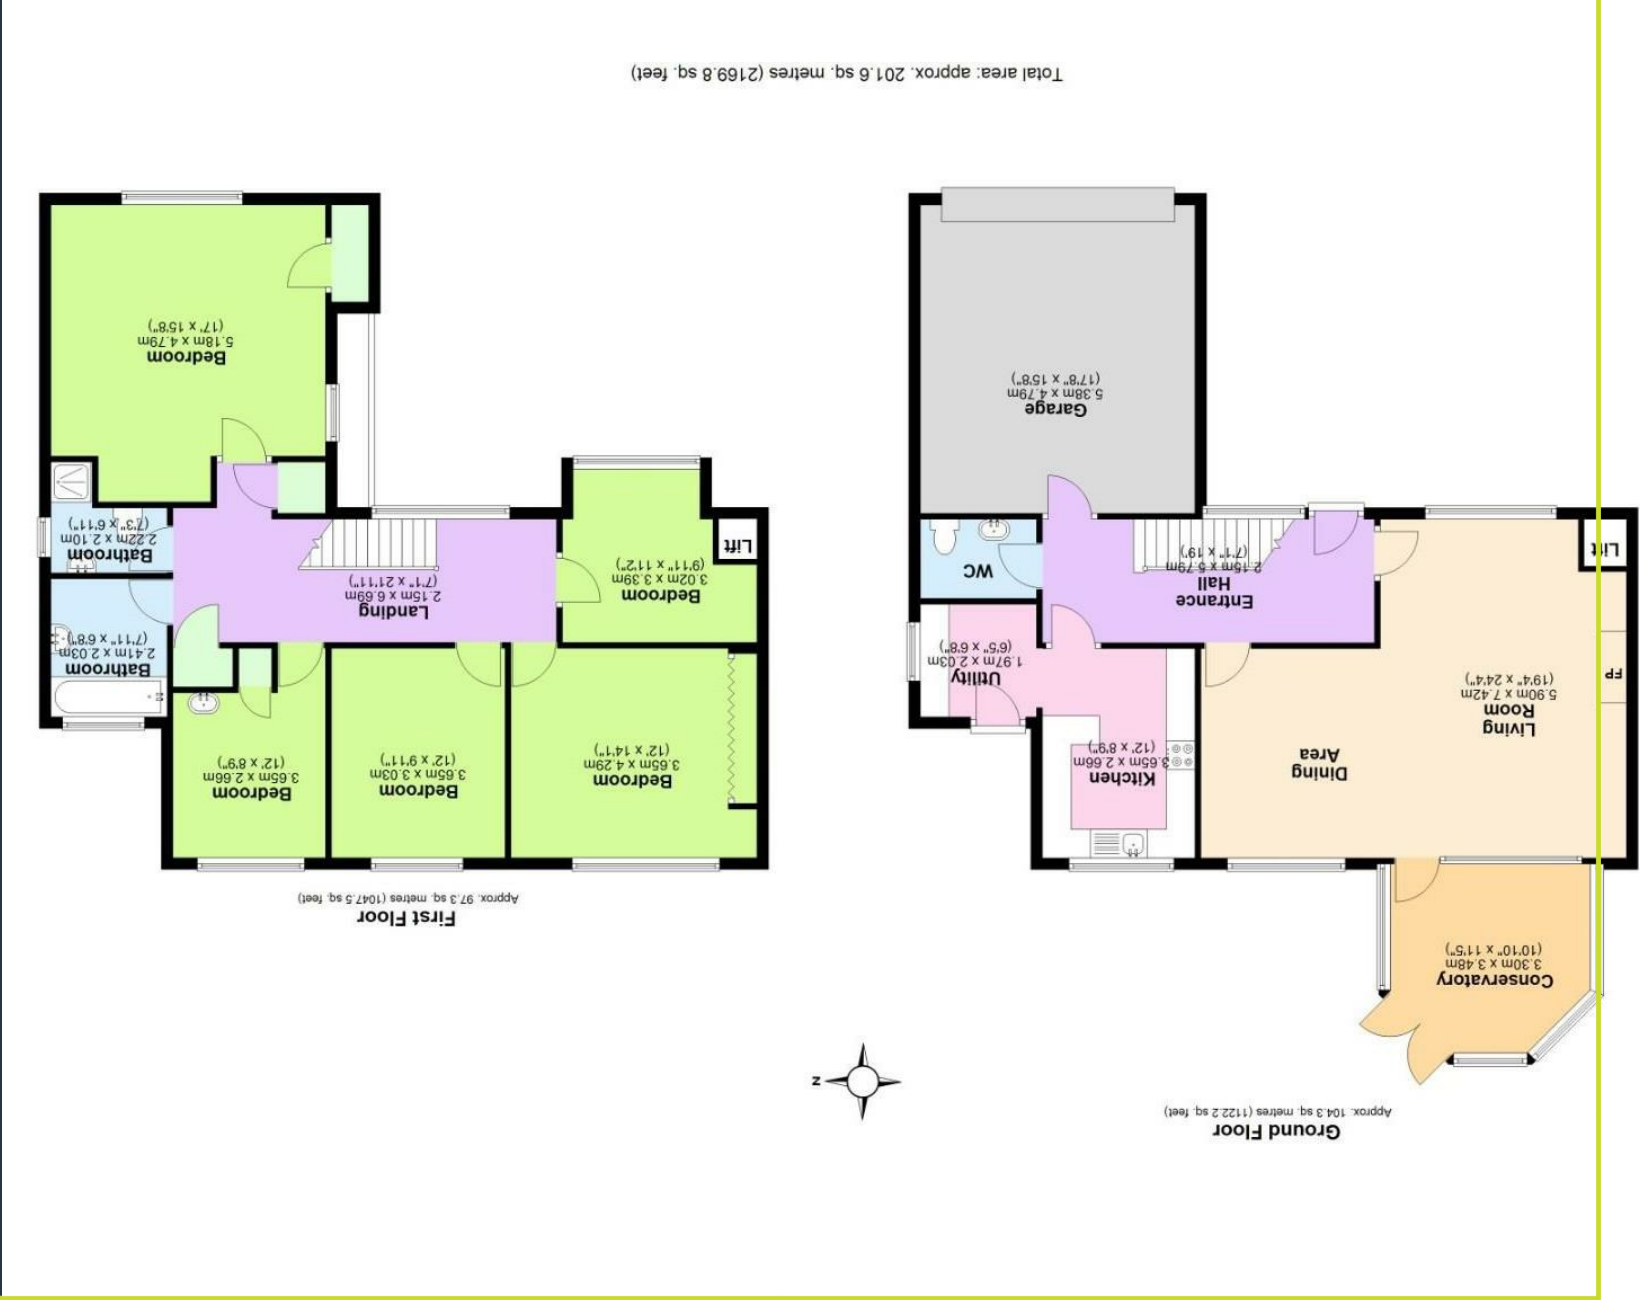 Ground Floor
Approx. 104.3 sq. metres (1122.2 sq. feet)
Conservatory
3.30m x 3.48m
(10'10" x 11'5")
Living
Room
5.90m x 7.42m
(19'4" x 24'4")
FP
Lift
Dining
Area
Kitchen
3.65m x 2.66m
(12' x 8'9")
Utility
1.97m x 2.03m
(6'5" x 6'8")
Entrance
Hall
2.15m x 5.79m
(7'1" x 19')
WC
Garage
5.38m x 4.79m
(17'8" x 15'8")
N
First Floor
Approx. 97.3 sq. metres (1047.5 sq. feet)
Bedroom
3.65m x 4.29m
(12' x 14'1")
Bedroom
3.65m x 3.03m
(12' x 9'11")
Bedroom
3.65m x 2.66m
(12' x 8'9")
Bathroom
2.41m x 2.03m
(7'11" x 6'8")
Bedroom
3.02m x 3.39m
(9'11" x 11'2")
Lift
Landing
2.15m x 6.69m
(7'1" x 21'11")
Bathroom
2.22m x 2.10m
(7'3" x 6'11")
Bedroom
5.18m x 4.79m
(17' x 15'8")
Total area: approx. 201.6 sq. metres (2169.8 sq. feet)